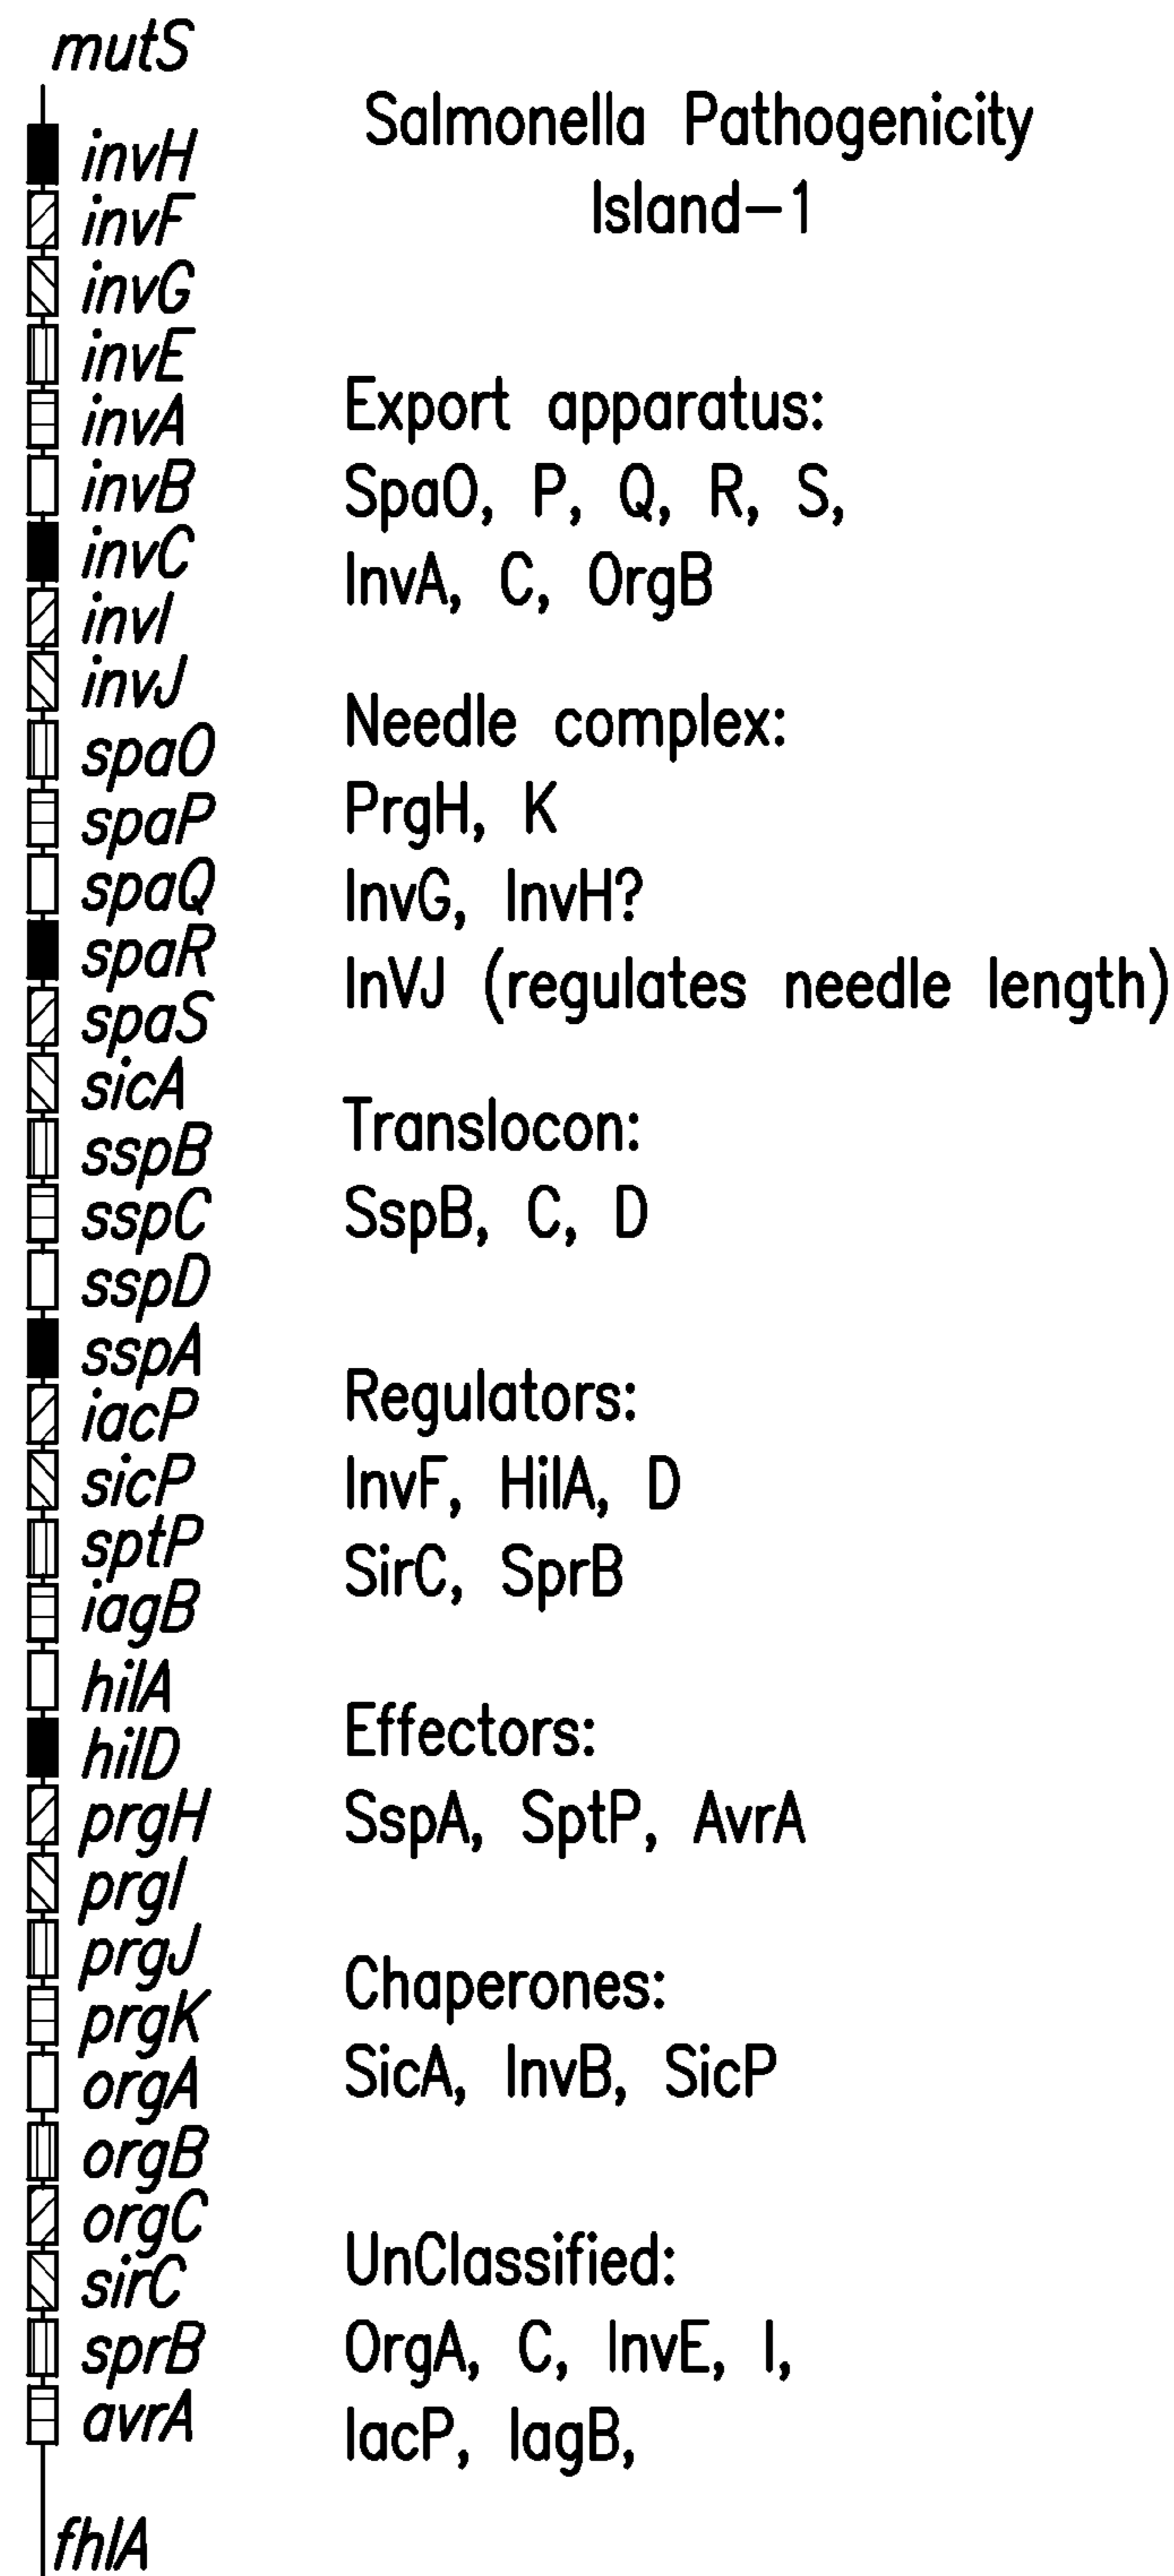 mutS
invH
invF
invG
invE
invA
invB
invC
invI
invJ
spaO
spaP
spaQ
spaR
spaS
sicA
sspB
sspC
sspD
sspA
iacP
sicP
sptP
iagB
hilA
hilD
prgH
prgI
prgJ
prgK
orgA
orgB
orgC
sirC
sprB
avrA
fhlA
Salmonella Pathogenicity
Island-1
Export apparatus:
SpaO, P, Q, R, S,
InvA, C, OrgB
Needle complex:
PrgH, K
InvG, InvH?
InVJ (regulates needle length)
Translocon:
SspB, C, D
Regulators:
InvF, HilA, D
SirC, SprB
Effectors:
SspA, SptP, AvrA
Chaperones:
SicA, InvB, SicP
UnClassified:
OrgA, C, InvE, I,
IacP, IagB,